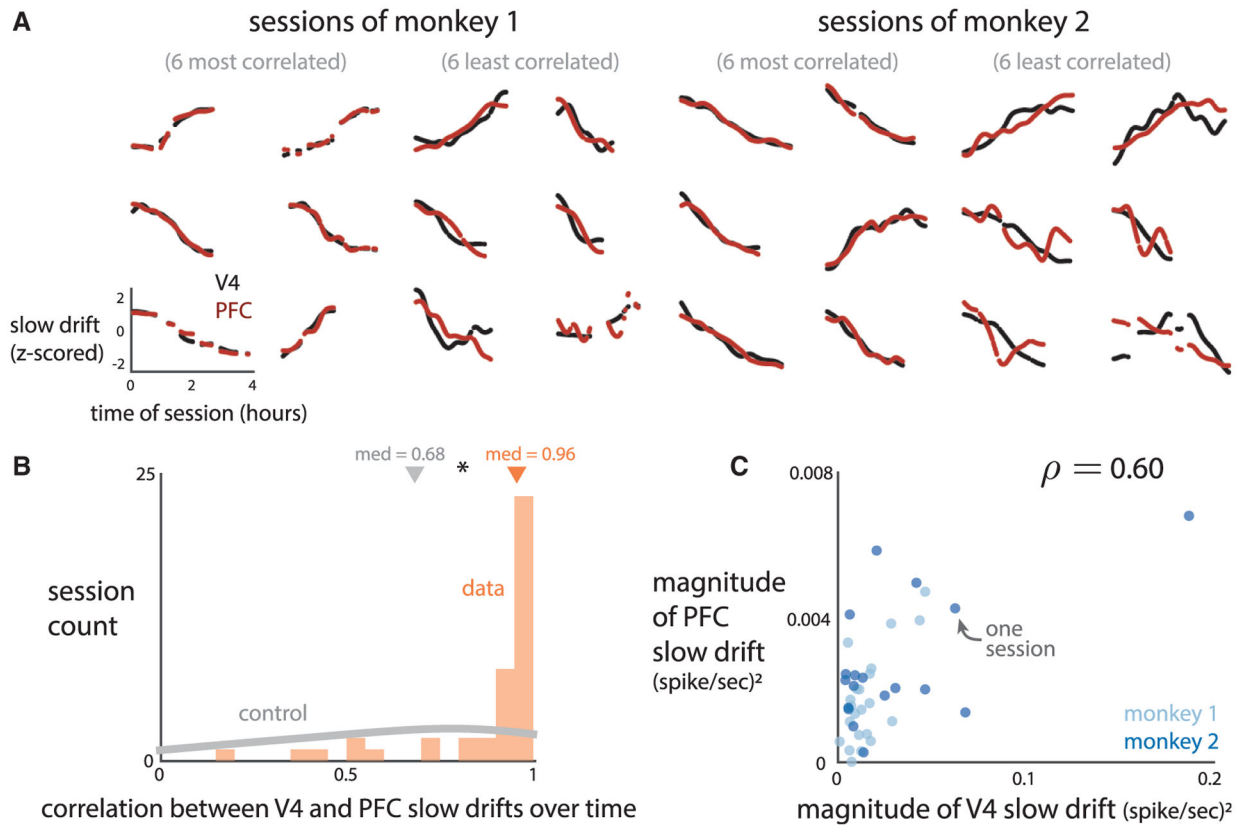 A
sessions of monkey 1
sessions of monkey 2
(6 most correlated)
(6 least correlated)
(6 most correlated)
(6 least correlated)
V4
PFC
slow drift
(z-scored)
2
0
-2
0
2
4
time of session (hours)
B
med = 0.68
*
med = 0.96
25
session
count
data
control
0
0
0.5
1
correlation between V4 and PFC slow drifts over time
C
0.008
ρ = 0.60
magnitude
of PFC
slow drift
(spike/sec)²
0.004
one
session
monkey 1
monkey 2
0
0
0.1
0.2
magnitude of V4 slow drift (spike/sec)²